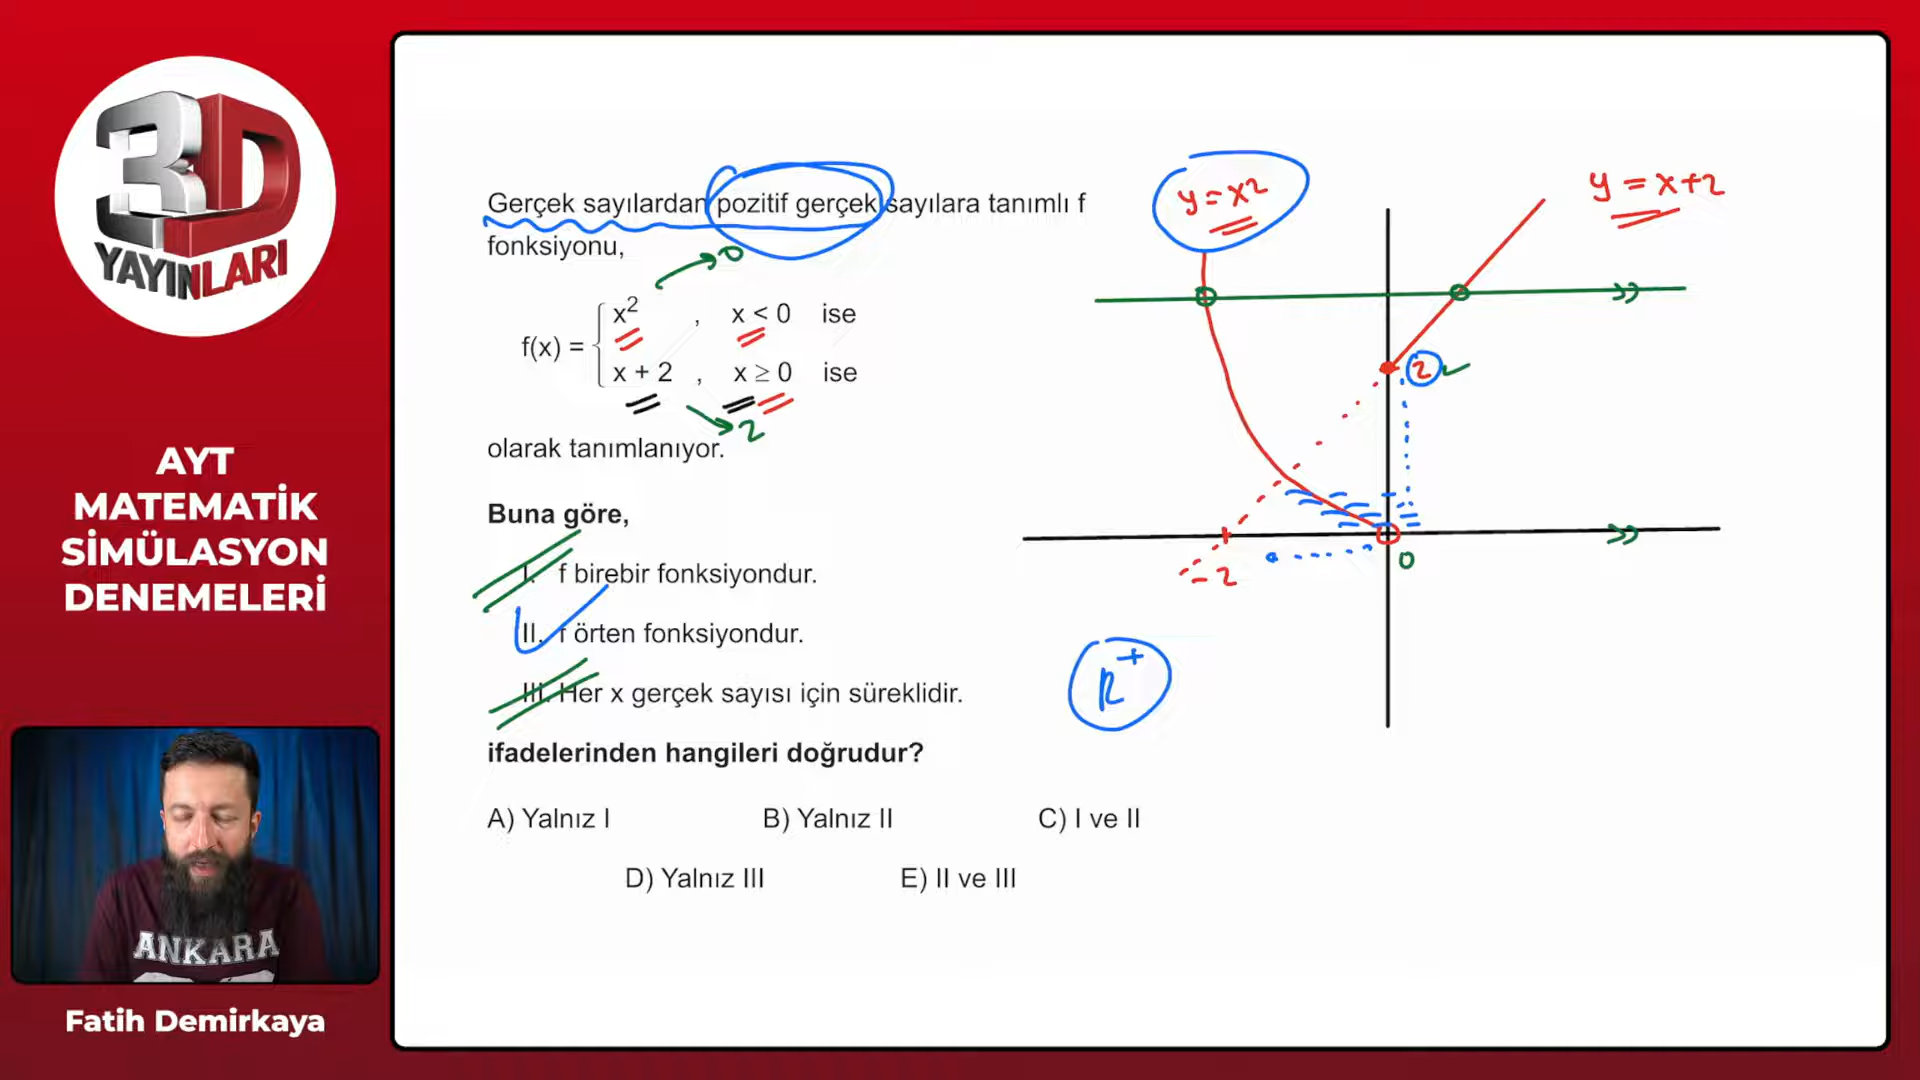 3D
YAYINLARI
AYT
MATEMATİK
SİMÜLASYON
DENEMELERİ
ANKARA
Fatih Demirkaya
Gerçek sayılardan pozitif gerçek sayılara tanımlı f
fonksiyonu,
0
x² , x < 0 ise
f(x) =
x + 2 , x ≥ 0 ise
2
olarak tanımlanıyor.
Buna göre,
I. f birebir fonksiyondur.
II. f örten fonksiyondur.
III. Her x gerçek sayısı için süreklidir.
ifadelerinden hangileri doğrudur?
A) Yalnız I B) Yalnız II C) I ve II
D) Yalnız III E) II ve III
y = x²
y = x+2
2
-2
0
R⁺